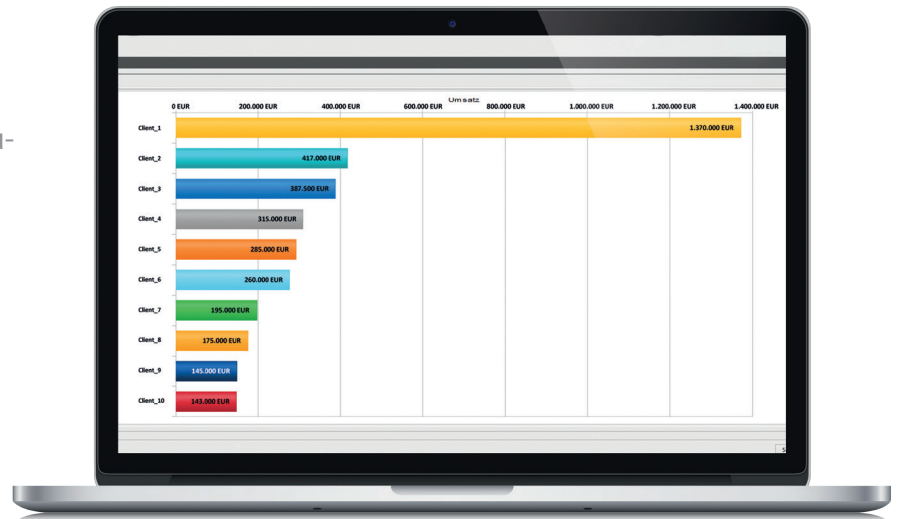 Umsatz
0 EUR 200.000 EUR 400.000 EUR 600.000 EUR 800.000 EUR 1.000.000 EUR 1.200.000 EUR 1.400.000 EUR
Client_1 1.370.000 EUR
Client_2 417.000 EUR
Client_3 387.500 EUR
Client_4 315.000 EUR
Client_5 285.000 EUR
Client_6 260.000 EUR
Client_7 195.000 EUR
Client_8 175.000 EUR
Client_9 145.000 EUR
Client_10 143.000 EUR